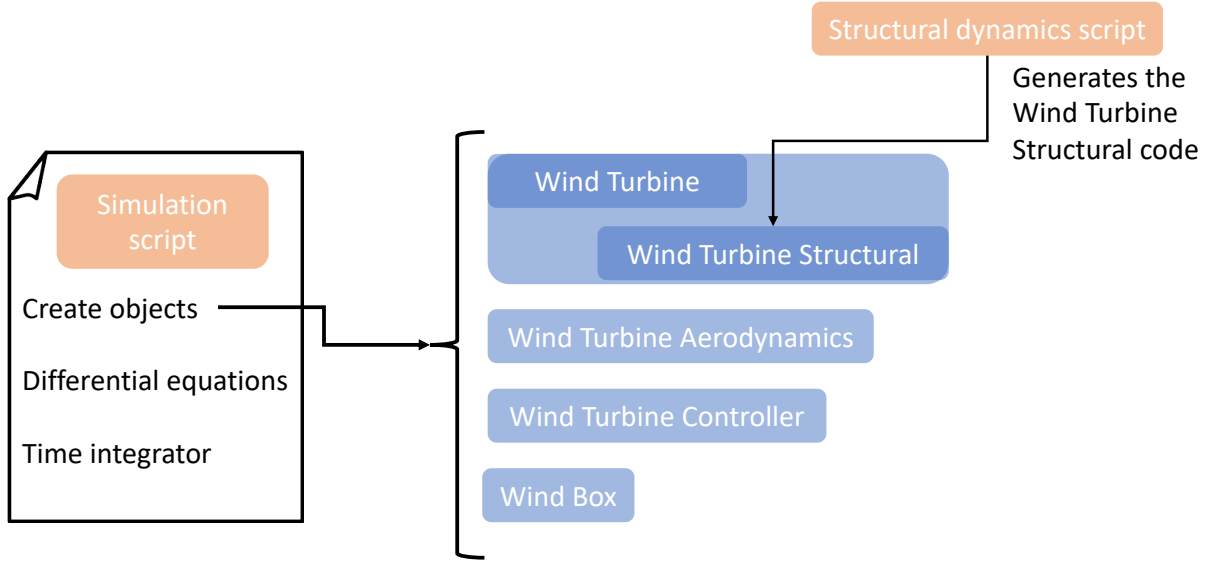 Structural dynamics script
Generates the
Wind Turbine
Structural code
Simulation
script
Create objects
Differential equations
Time integrator
Wind Turbine
Wind Turbine Structural
Wind Turbine Aerodynamics
Wind Turbine Controller
Wind Box